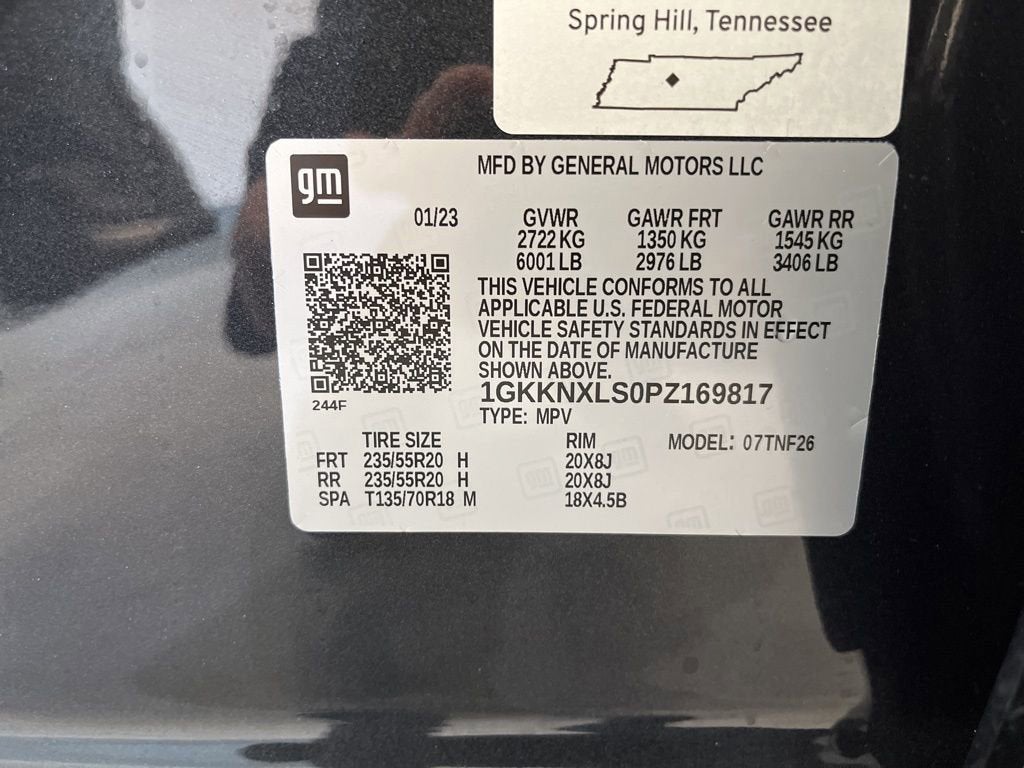 Spring Hill, Tennessee
gm
MFD BY GENERAL MOTORS LLC
01/23 GVWR GAWR FRT GAWR RR
2722 KG 1350 KG 1545 KG
6001 LB 2976 LB 3406 LB
THIS VEHICLE CONFORMS TO ALL
APPLICABLE U.S. FEDERAL MOTOR
VEHICLE SAFETY STANDARDS IN EFFECT
ON THE DATE OF MANUFACTURE
SHOWN ABOVE.
1GKKNXLS0PZ169817
244F
TYPE: MPV
TIRE SIZE RIM MODEL: 07TNF26
FRT 235/55R20 H 20X8J
RR 235/55R20 H 20X8J
SPA T135/70R18 M 18X4.5B